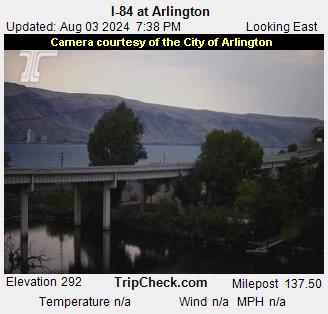 I-84 at Arlington
Updated: Aug 03 2024 7:38 PM Looking East
Camera courtesy of the City of Arlington
Elevation 292 TripCheck.com Milepost 137.50
Temperature n/a Wind n/a MPH n/a